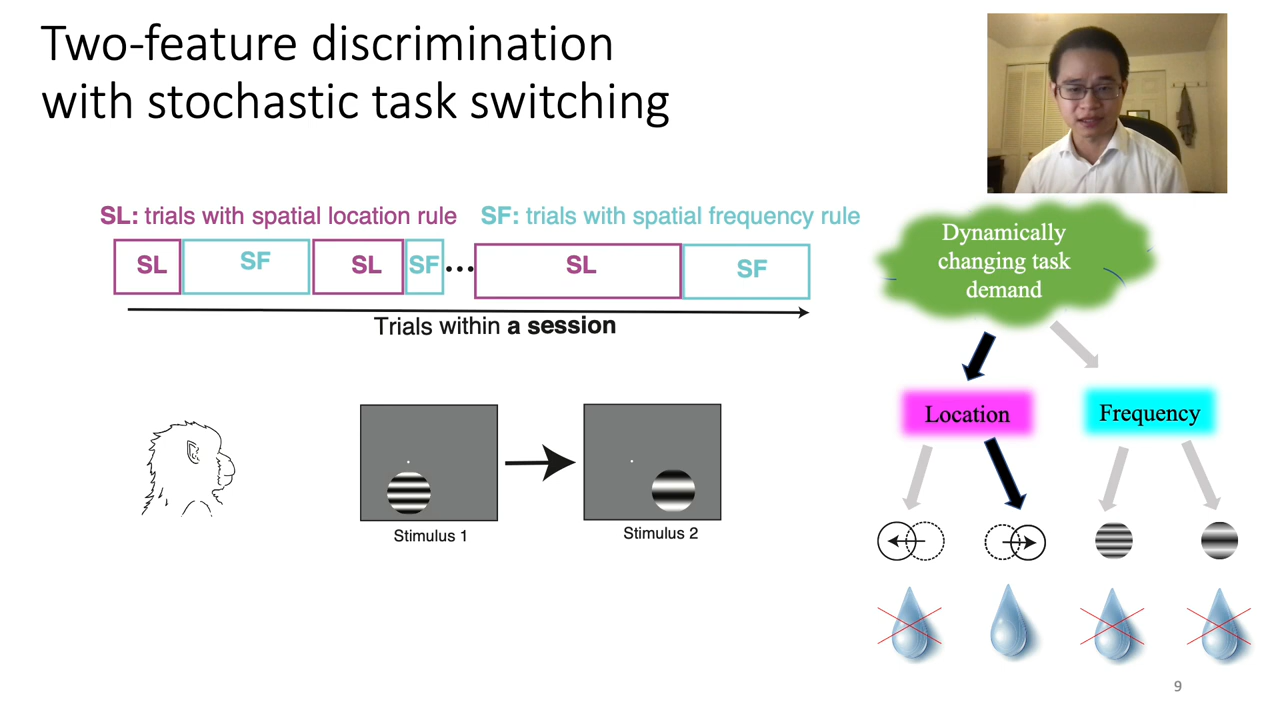 Two-feature discrimination
with stochastic task switching
SL: trials with spatial location rule
SF: trials with spatial frequency rule
SL
SF
SL
SF
...
SL
SF
Trials within a session
Stimulus 1
Stimulus 2
Dynamically
changing task
demand
Location
Frequency
9